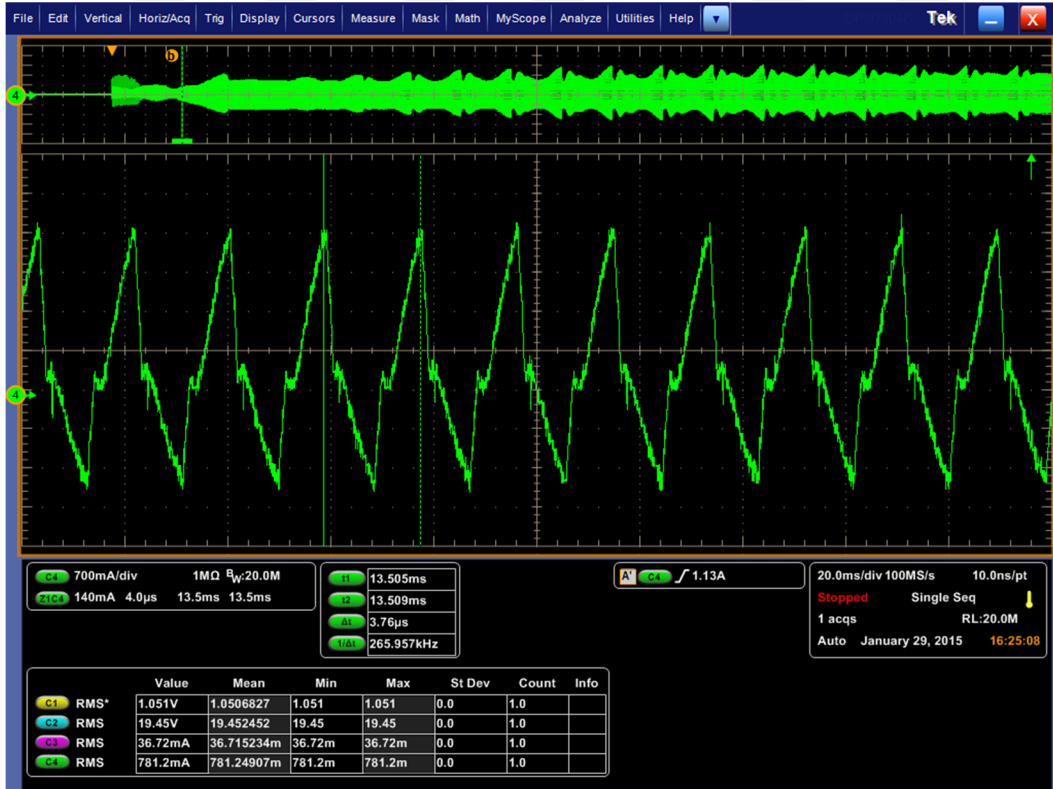 File Edit Vertical Horiz/Acq Trig Display Cursors Measure Mask Math MyScope Analyze Utilities Help Tek X
b
4
4
C4 700mA/div 1MΩ BW:20.0M
Z1C4 140mA 4.0µs 13.5ms 13.5ms
t1 13.505ms
t2 13.509ms
Δt 3.76µs
1/Δt 265.957kHz
A' C4 1.13A
20.0ms/div 100MS/s 10.0ns/pt
Stopped Single Seq
1 acqs RL:20.0M
Auto January 29, 2015 16:25:08
Value Mean Min Max St Dev Count Info
C1 RMS* 1.051V 1.0506827 1.051 1.051 0.0 1.0
C2 RMS 19.45V 19.452452 19.45 19.45 0.0 1.0
C3 RMS 36.72mA 36.715234m 36.72m 36.72m 0.0 1.0
C4 RMS 781.2mA 781.24907m 781.2m 781.2m 0.0 1.0